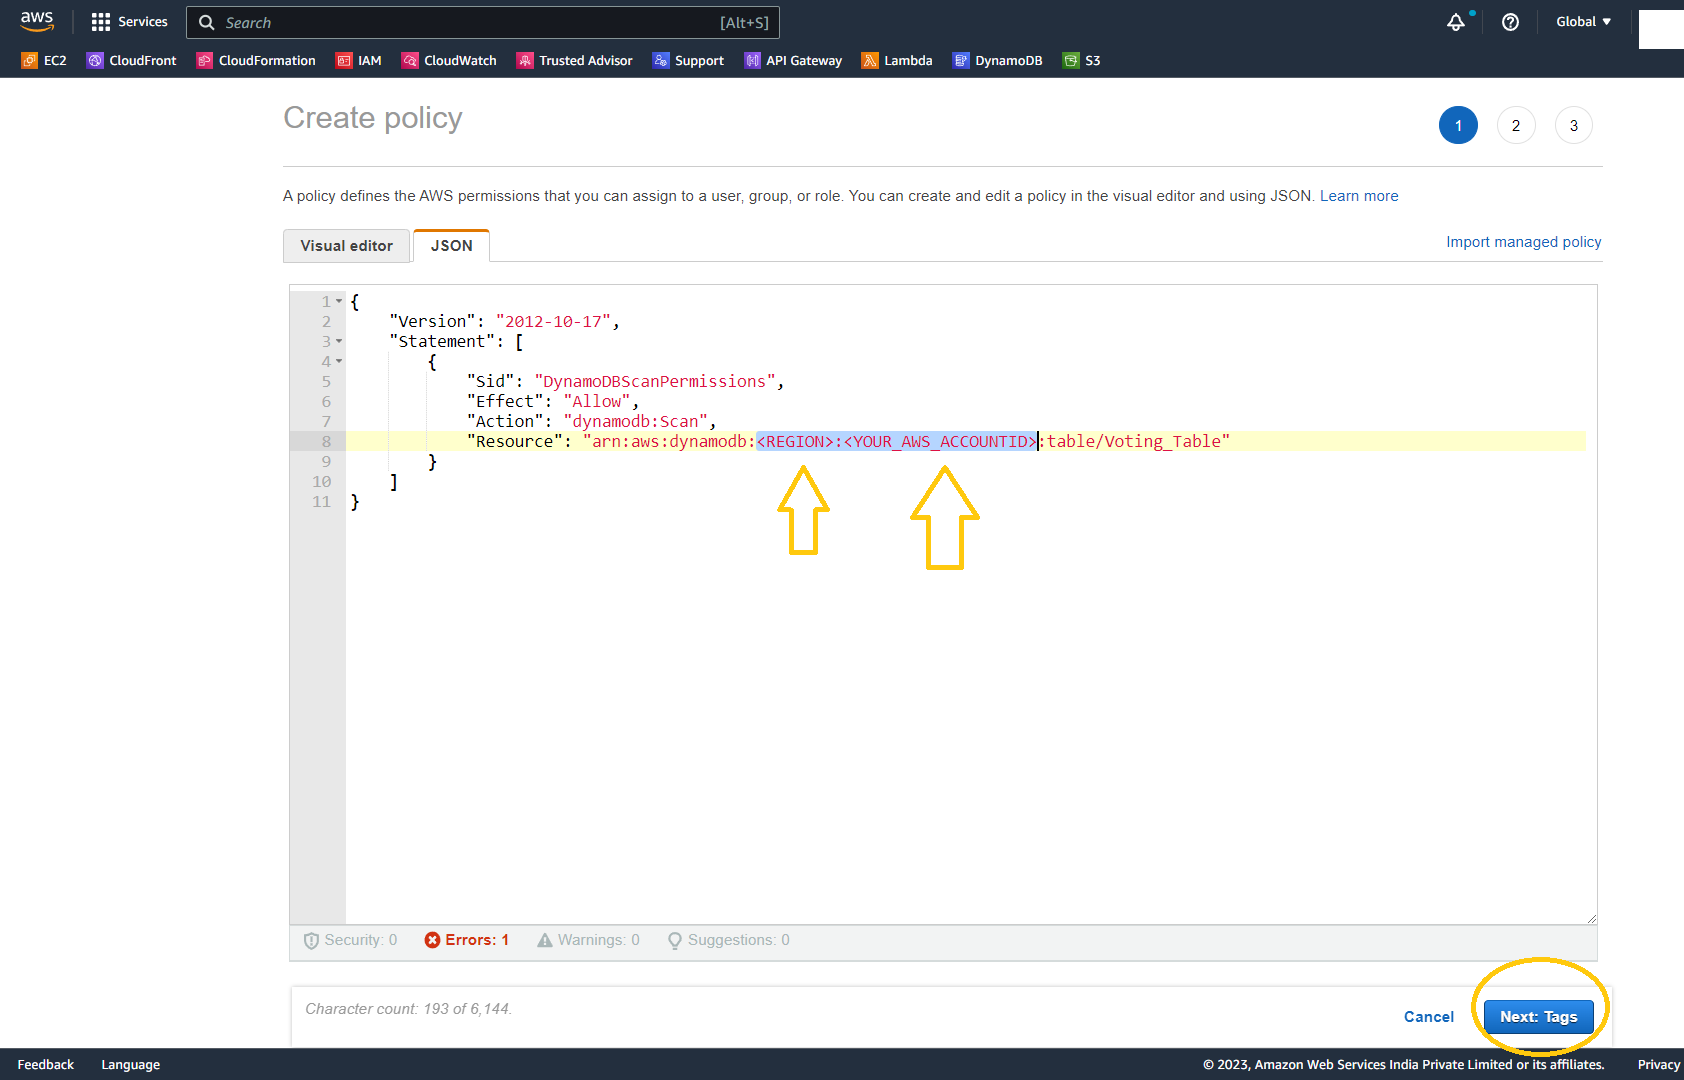 aws Services Search [Alt+S] Global
EC2 CloudFront CloudFormation IAM CloudWatch Trusted Advisor Support API Gateway Lambda DynamoDB S3
Create policy
1 2 3
A policy defines the AWS permissions that you can assign to a user, group, or role. You can create and edit a policy in the visual editor and using JSON. Learn more
Visual editor JSON Import managed policy
1 {
2 "Version": "2012-10-17",
3 "Statement": [
4 {
5 "Sid": "DynamoDBScanPermissions",
6 "Effect": "Allow",
7 "Action": "dynamodb:Scan",
8 "Resource": "arn:aws:dynamodb:<REGION>:<YOUR_AWS_ACCOUNTID>:table/Voting_Table"
9 }
10 ]
11 }
Security: 0 Errors: 1 Warnings: 0 Suggestions: 0
Character count: 193 of 6,144.
Cancel Next: Tags
Feedback Language © 2023, Amazon Web Services India Private Limited or its affiliates. Privacy